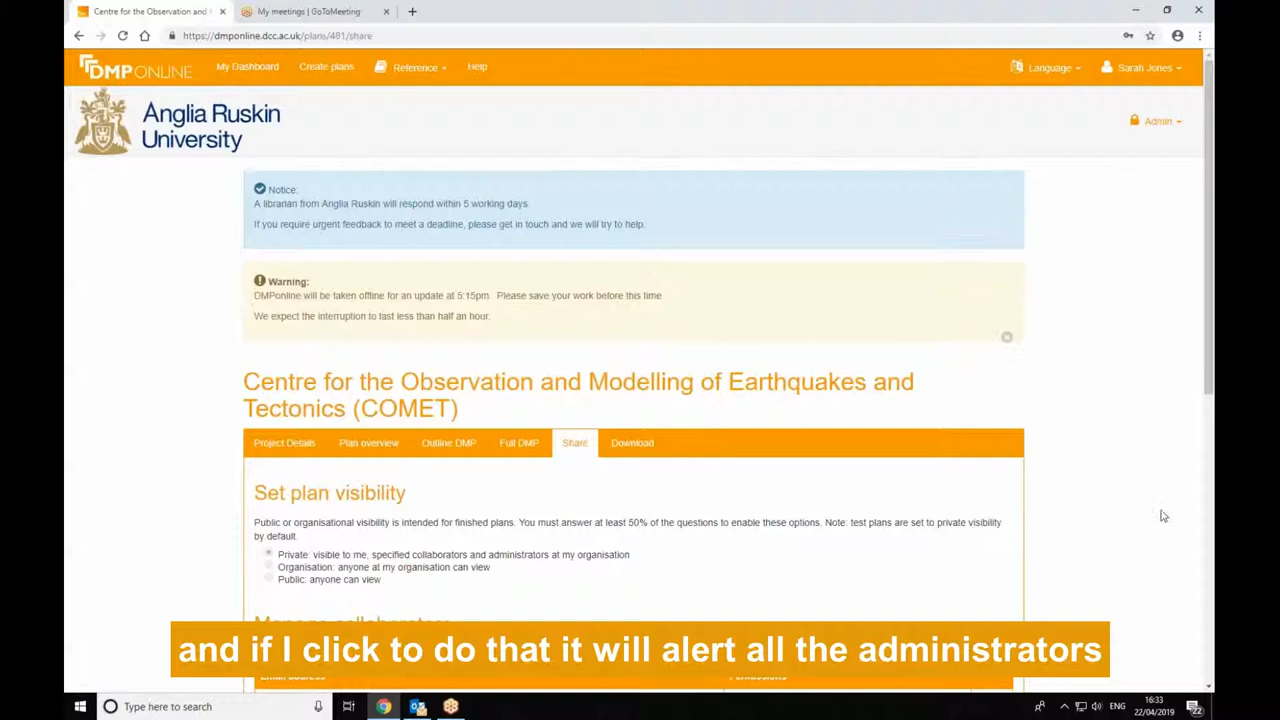 Centre for the Observation and
My meetings | GoToMeeting
https://dmponline.dcc.ac.uk/plans/481/share
DMPONLINE
My Dashboard
Create plans
Reference
Help
Language
Sarah Jones
Anglia Ruskin
University
Admin
Notice:
A librarian from Anglia Ruskin will respond within 5 working days
If you require urgent feedback to meet a deadline, please get in touch and we will try to help.
Warning:
DMPonline will be taken offline for an update at 5:15pm. Please save your work before this time
We expect the interruption to last less than half an hour.
Centre for the Observation and Modelling of Earthquakes and
Tectonics (COMET)
Project Details
Plan overview
Outline DMP
Full DMP
Share
Download
Set plan visibility
Public or organisational visibility is intended for finished plans. You must answer at least 50% of the questions to enable these options. Note: test plans are set to private visibility
by default.
Private: visible to me, specified collaborators and administrators at my organisation
Organisation: anyone at my organisation can view
Public: anyone can view
Manage collaborators
and if I click to do that it will alert all the administrators
Email address
Permissions
Type here to search
ENG
16:33
22/04/2019
22